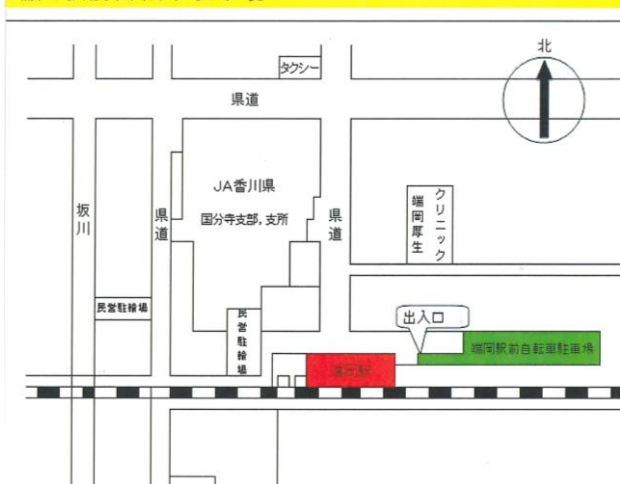 北
タクシー
県道
JA香川県
国分寺支部,支所
坂川
県道
県道
端岡厚生
クリニック
民営駐輪場
民営駐輪場
出入口
端岡駅前自転車駐車場
端岡駅